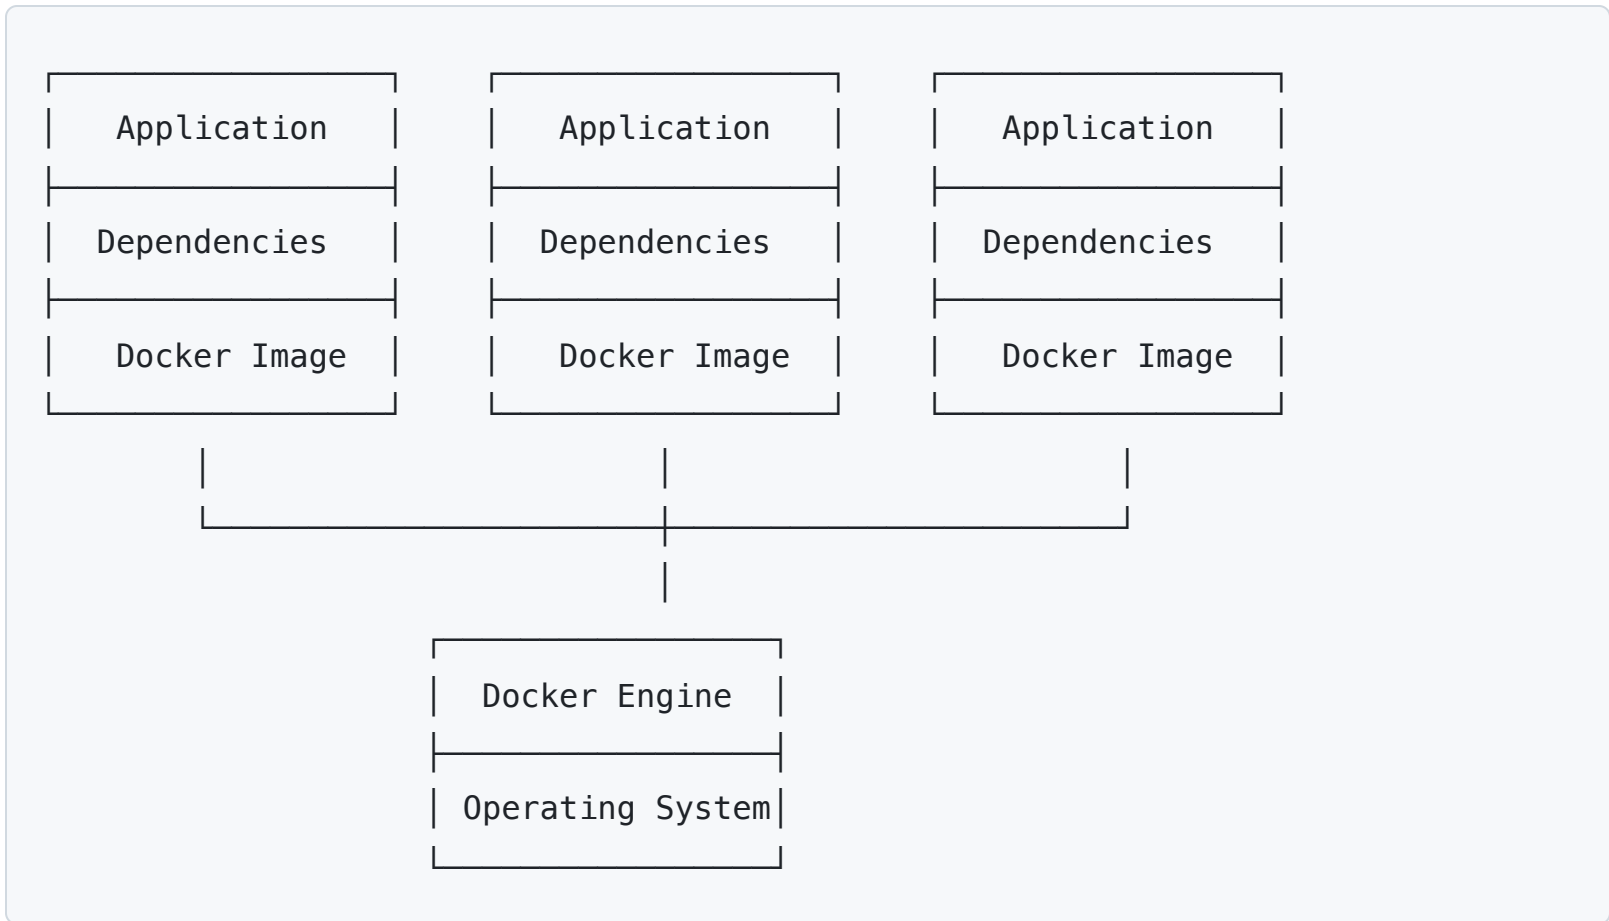 Application Application Application
Dependencies Dependencies Dependencies
Docker Image Docker Image Docker Image
Docker Engine
Operating System